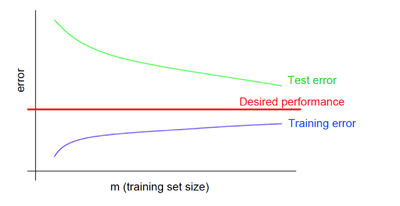 error
Test error
Desired performance
Training error
m (training set size)